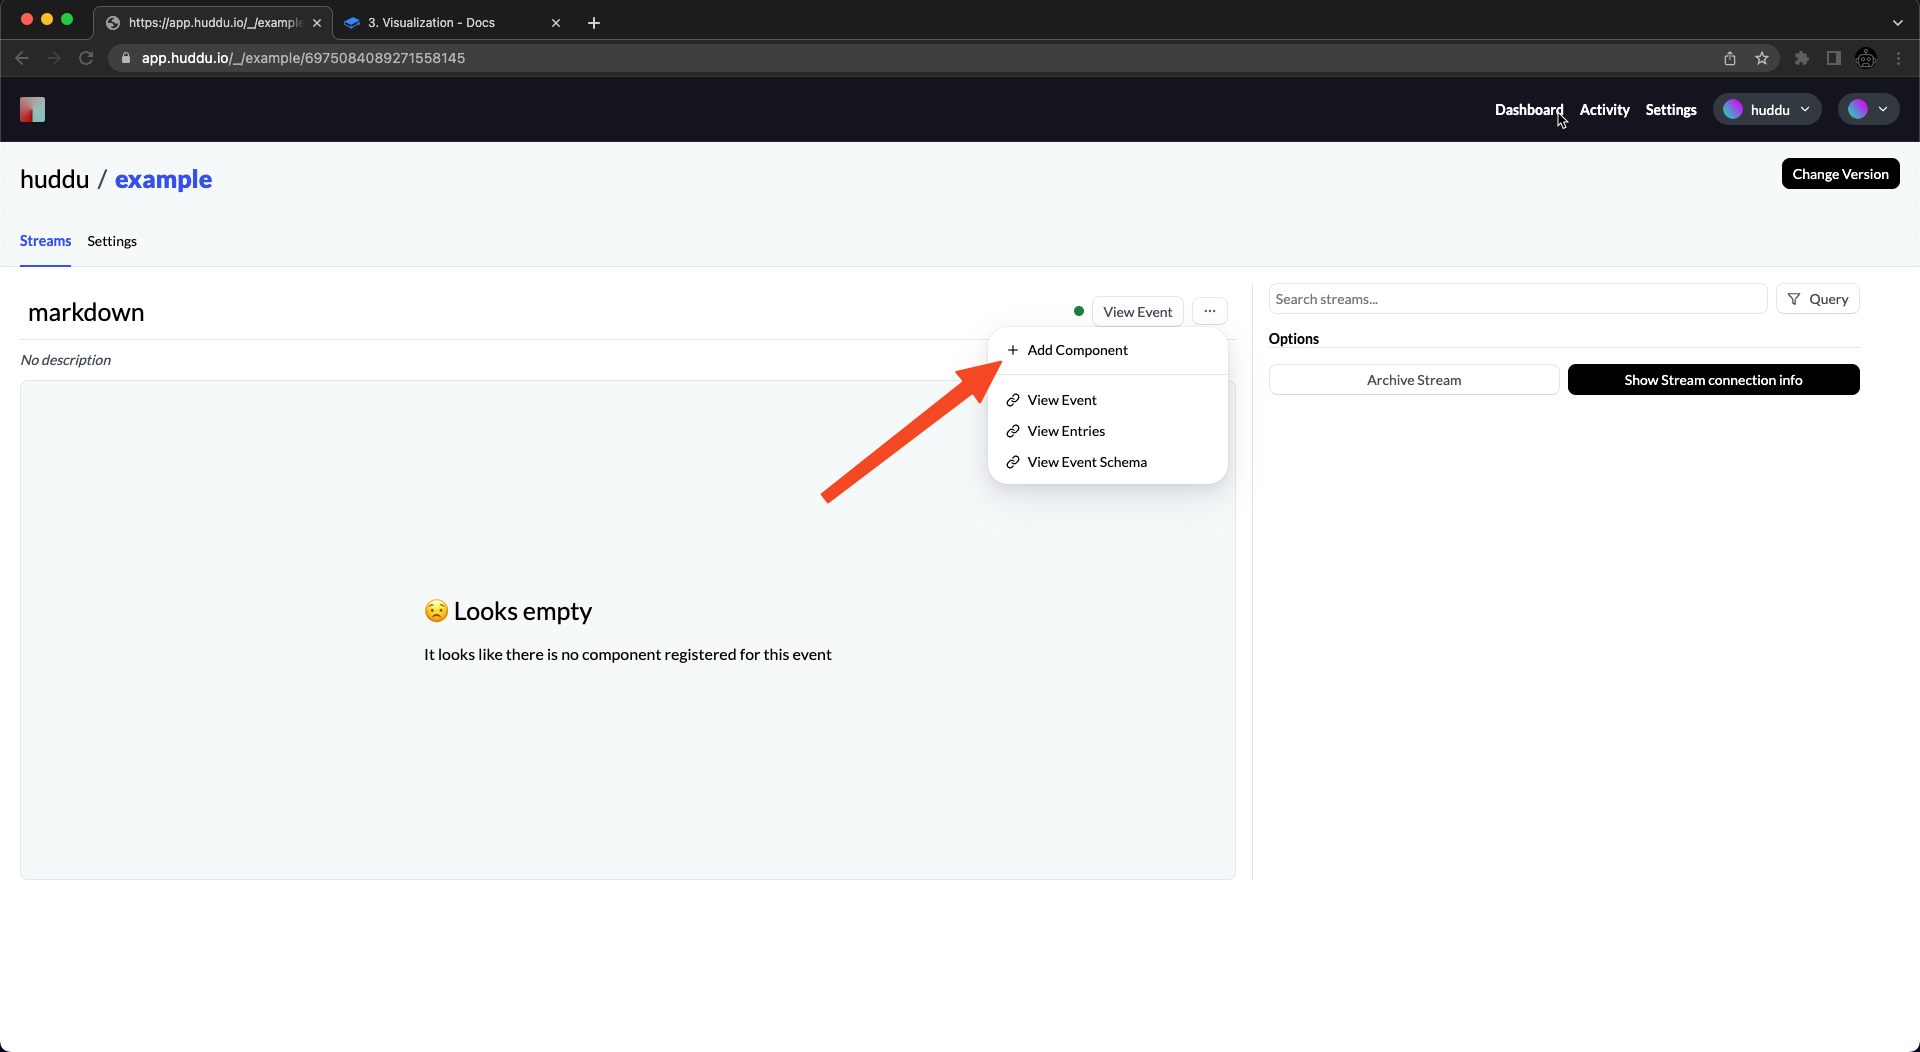 https://app.huddu.io/_/example
3. Visualization - Docs
app.huddu.io/_/example/6975084089271558145
Dashboard
Activity
Settings
huddu
huddu / example
Change Version
Streams
Settings
markdown
View Event
...
No description
Add Component
View Event
View Entries
View Event Schema
😟 Looks empty
It looks like there is no component registered for this event
Search streams...
Query
Options
Archive Stream
Show Stream connection info